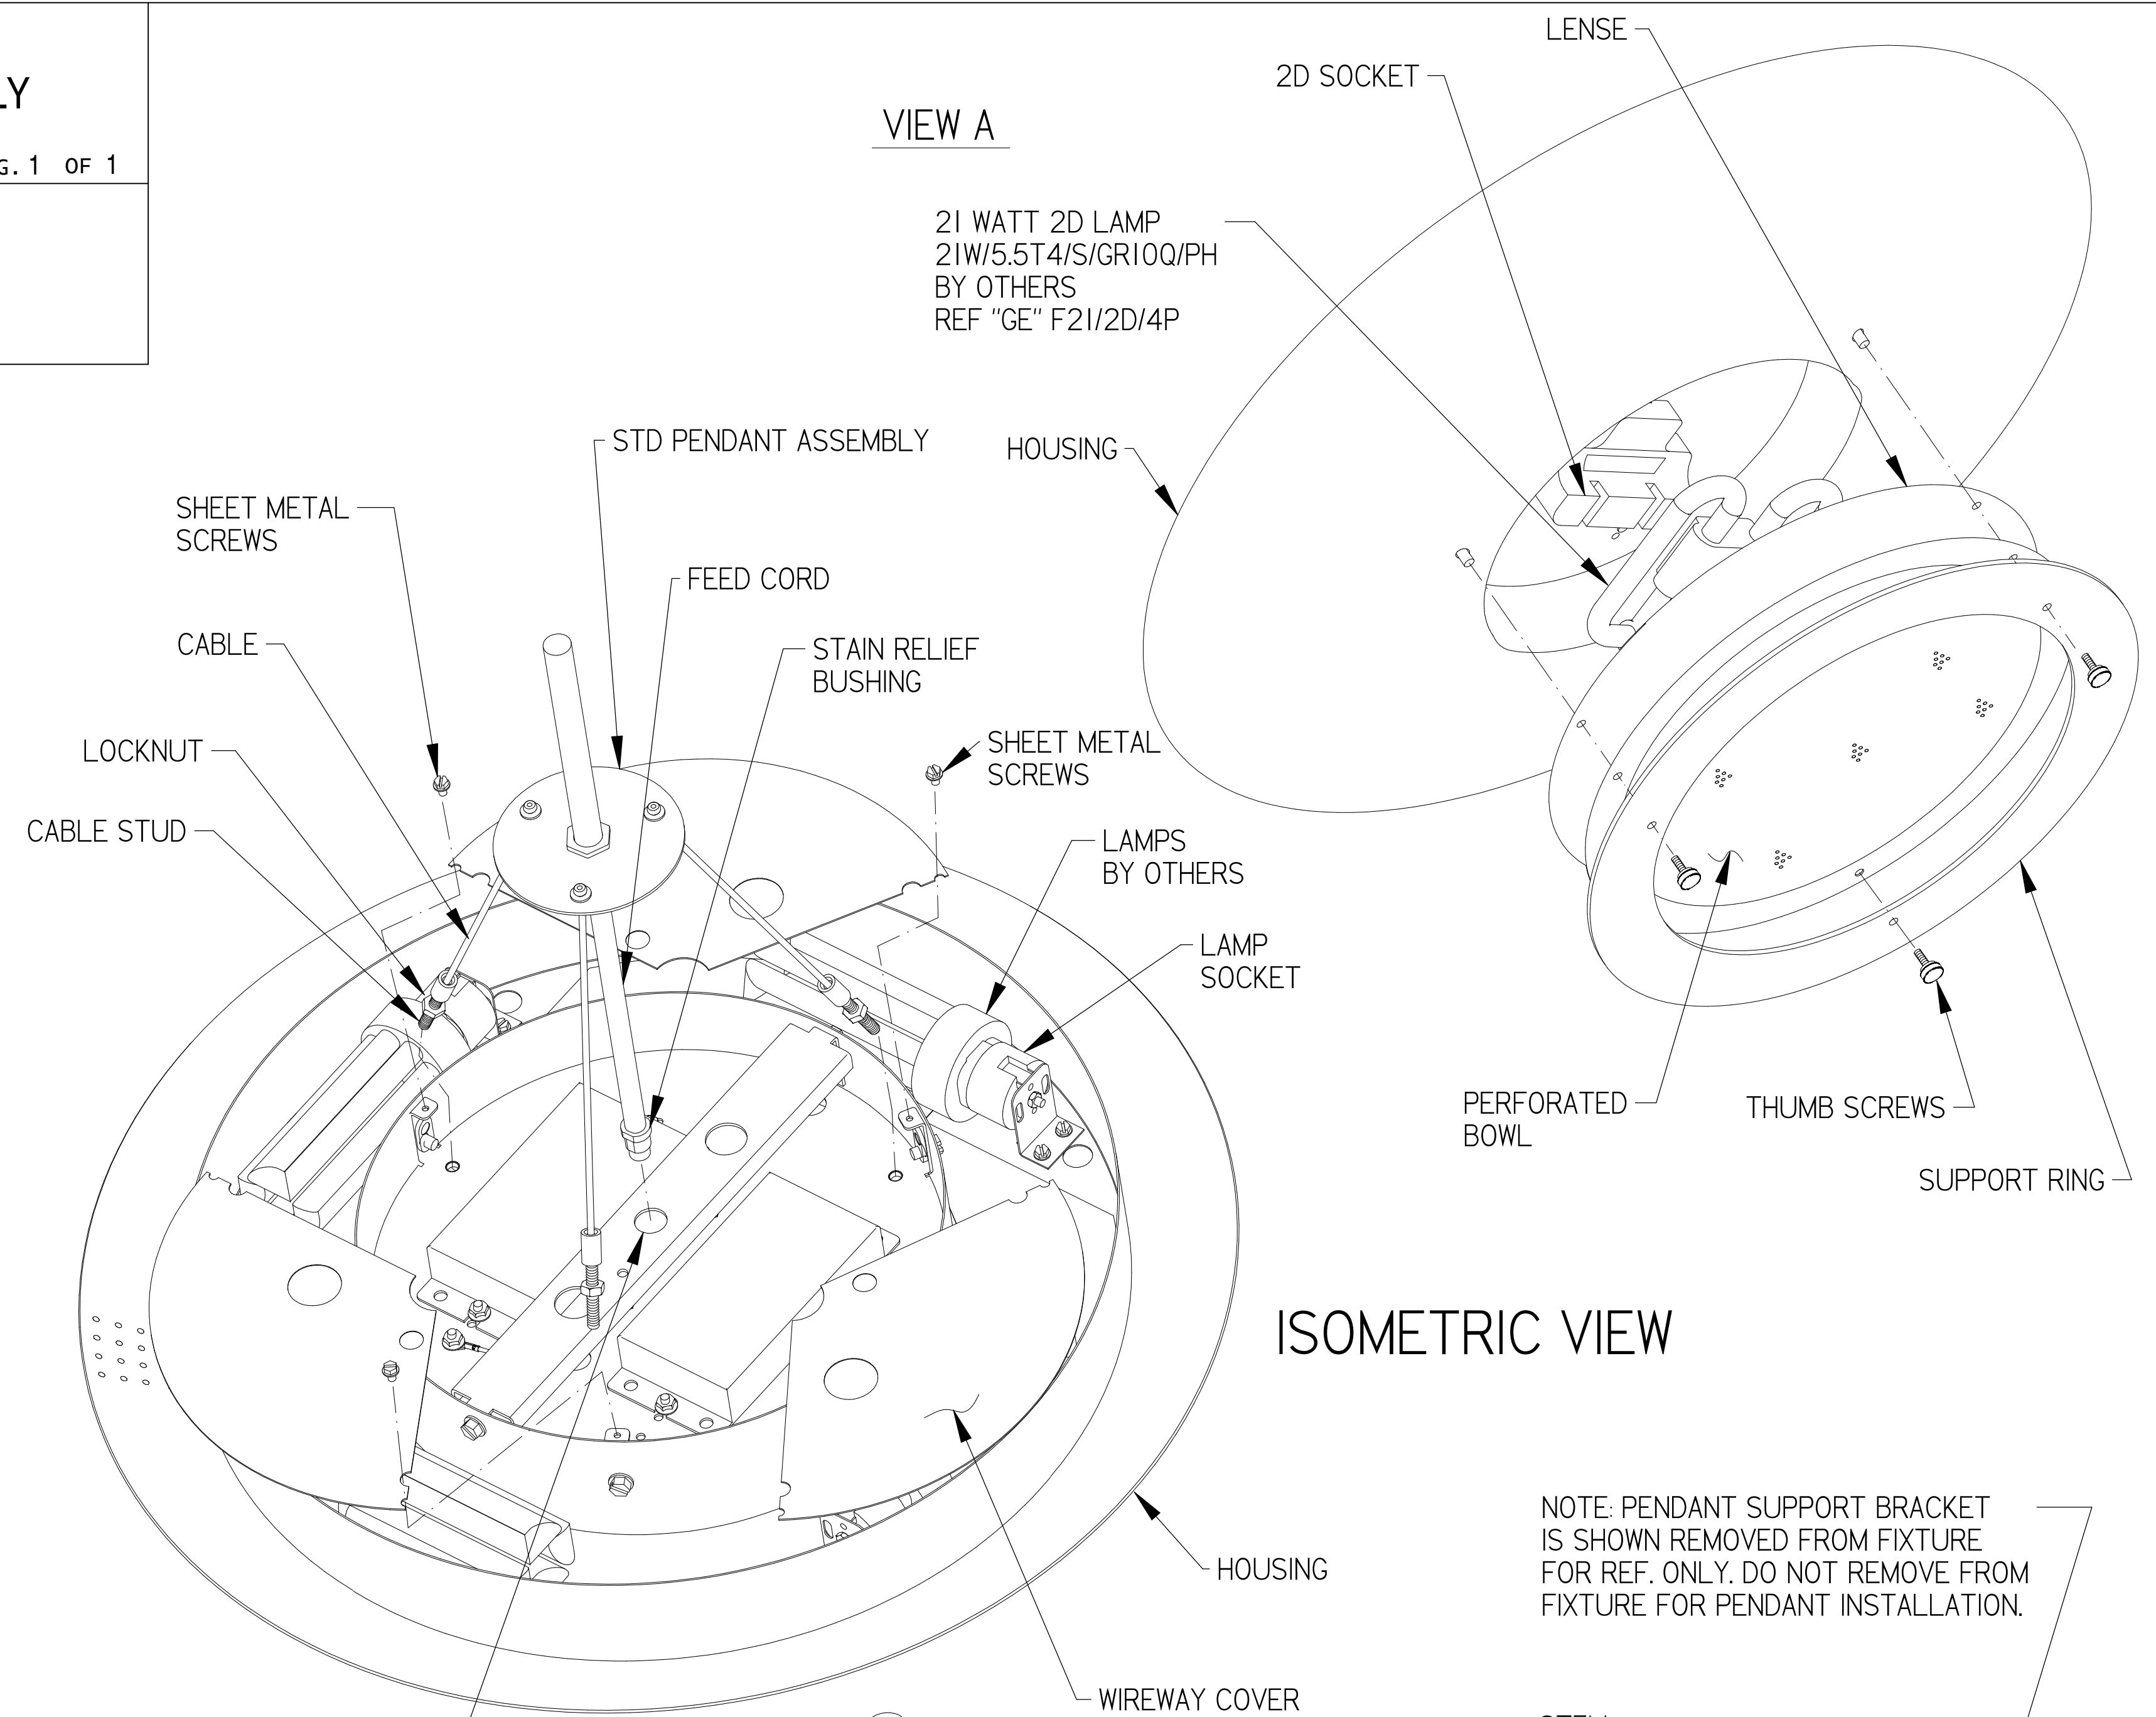 LY
G. 1 OF 1
VIEW A
LENSE
2D SOCKET
21 WATT 2D LAMP
21W/5.5T4/S/GR10Q/PH
BY OTHERS
REF "GE" F21/2D/4P
STD PENDANT ASSEMBLY
HOUSING
SHEET METAL
SCREWS
FEED CORD
CABLE
STAIN RELIEF
BUSHING
LOCKNUT
SHEET METAL
SCREWS
CABLE STUD
LAMPS
BY OTHERS
LAMP
SOCKET
PERFORATED
BOWL
THUMB SCREWS
SUPPORT RING
ISOMETRIC VIEW
NOTE: PENDANT SUPPORT BRACKET
IS SHOWN REMOVED FROM FIXTURE
FOR REF. ONLY. DO NOT REMOVE FROM
FIXTURE FOR PENDANT INSTALLATION.
HOUSING
WIREWAY COVER